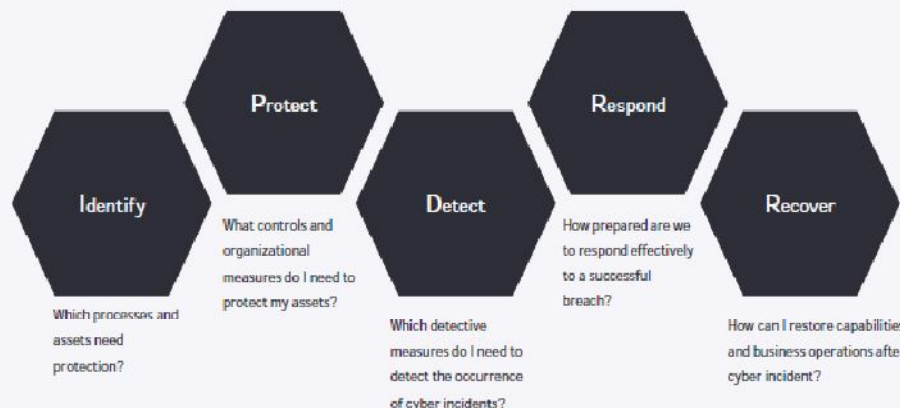 Identify
Which processes and
assets need
protection?
Protect
What controls and
organizational
measures do I need to
protect my assets?
Detect
Which detective
measures do I need to
detect the occurrence
of cyber incidents?
Respond
How prepared are we
to respond effectively
to a successful
breach?
Recover
How can I restore capabilities
and business operations afte
cyber incident?